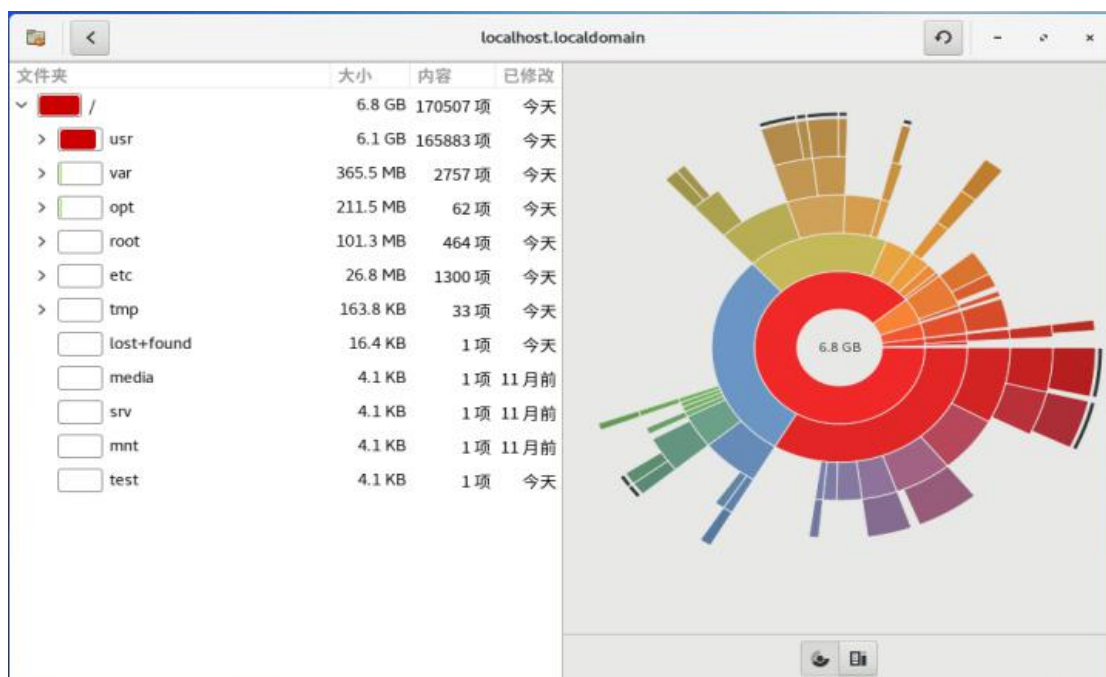 localhost.localdomain
文件夹 大小 内容 已修改
/ 6.8 GB 170507 项 今天
usr 6.1 GB 165883 项 今天
var 365.5 MB 2757 项 今天
opt 211.5 MB 62 项 今天
root 101.3 MB 464 项 今天
etc 26.8 MB 1300 项 今天
tmp 163.8 KB 33 项 今天
lost+found 16.4 KB 1 项 今天
media 4.1 KB 1 项 11 月前
srv 4.1 KB 1 项 11 月前
mnt 4.1 KB 1 项 11 月前
test 4.1 KB 1 项 今天
6.8 GB